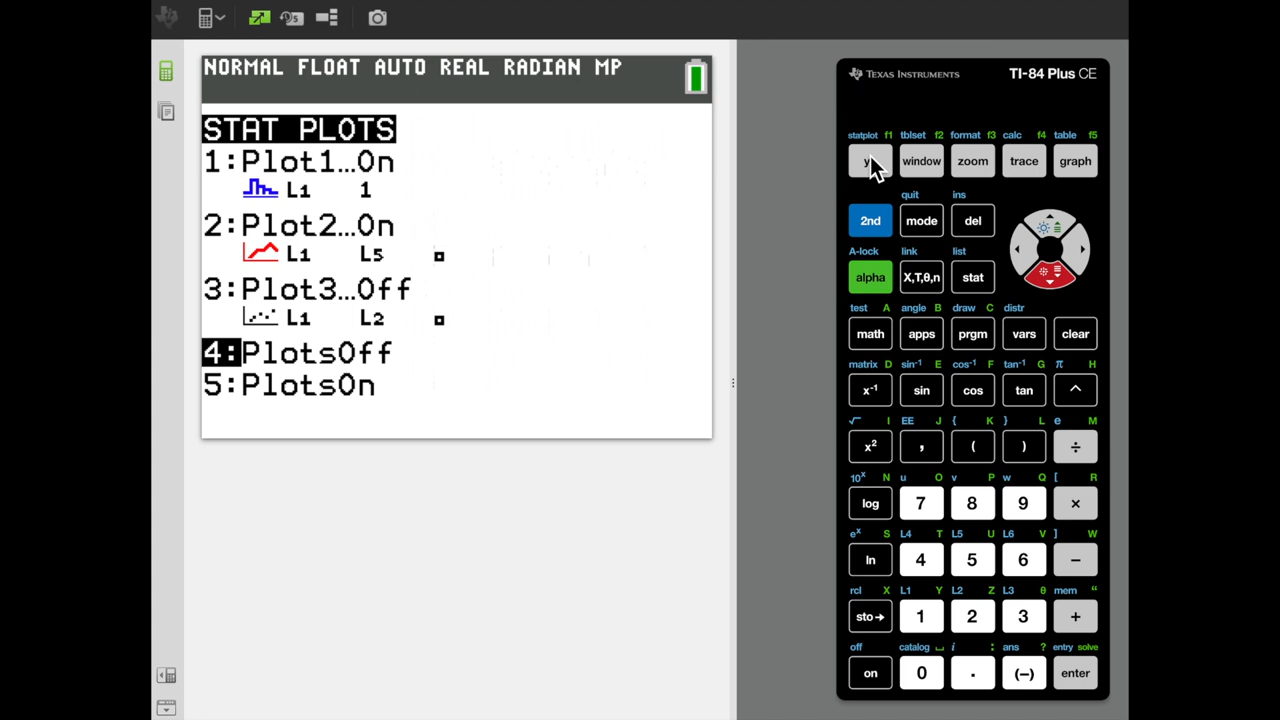 NORMAL FLOAT AUTO REAL RADIAN MP
STAT PLOTS
1:Plot1…On
L1 1
2:Plot2…On
L1 L5
3:Plot3…Off
L1 L2
4:PlotsOff
5:PlotsOn
TEXAS INSTRUMENTS TI-84 Plus CE
statplot f1 tblset f2 format f3 calc f4 table f5
y window zoom trace graph
quit ins
2nd mode del
A-lock link list
alpha X,T,θ,n stat
test A angle B draw C distr
math apps prgm vars clear
matrix D sin-1 E cos-1 F tan-1 G π H
x-1 sin cos tan ^
√ I EE J { K } L e M
x² , ( ) ÷
10x N u O v P w Q [ R
log 7 8 9 ×
ex S L4 T L5 U L6 V ] W
ln 4 5 6 −
rcl X L1 Y L2 Z L3 θ mem “
sto→ 1 2 3 +
off catalog ⎵ i : ans ? entry solve
on 0 . (−) enter